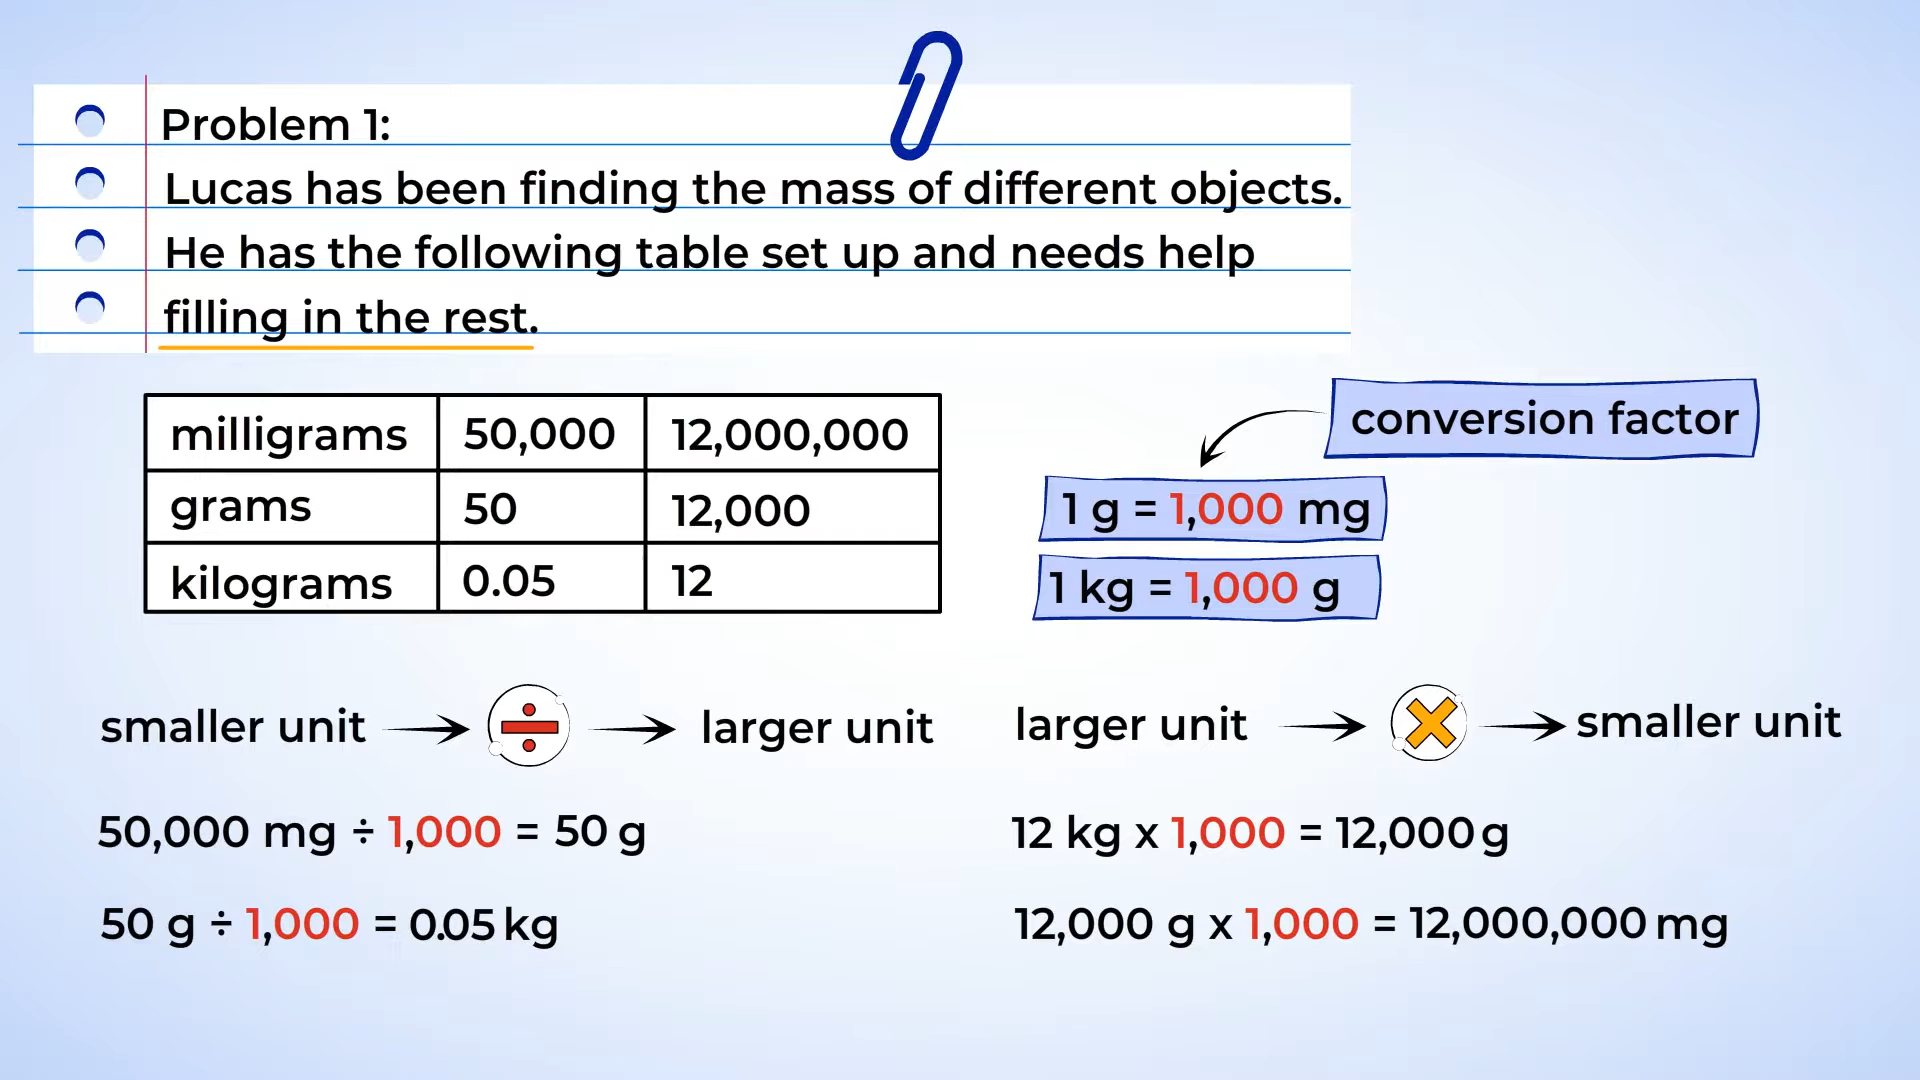 Problem 1:
Lucas has been finding the mass of different objects.
He has the following table set up and needs help
filling in the rest.
milligrams 50,000 12,000,000
grams 50 12,000
kilograms 0.05 12
conversion factor
1 g = 1,000 mg
1 kg = 1,000 g
smaller unit ÷ larger unit
50,000 mg ÷ 1,000 = 50 g
50 g ÷ 1,000 = 0.05 kg
larger unit × smaller unit
12 kg x 1,000 = 12,000 g
12,000 g x 1,000 = 12,000,000 mg